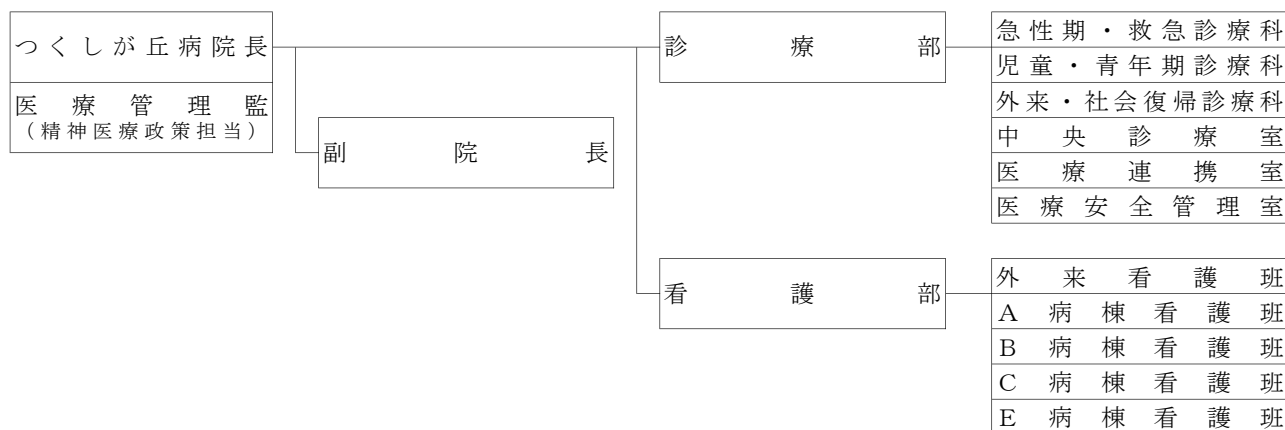 つくしが丘病院長
医療管理監
（精神医療政策担当）
副院長
診療部
急性期・救急診療科
児童・青年期診療科
外来・社会復帰診療科
中央診療室
医療連携室
医療安全管理室
看護部
外来看護班
A病棟看護班
B病棟看護班
C病棟看護班
E病棟看護班